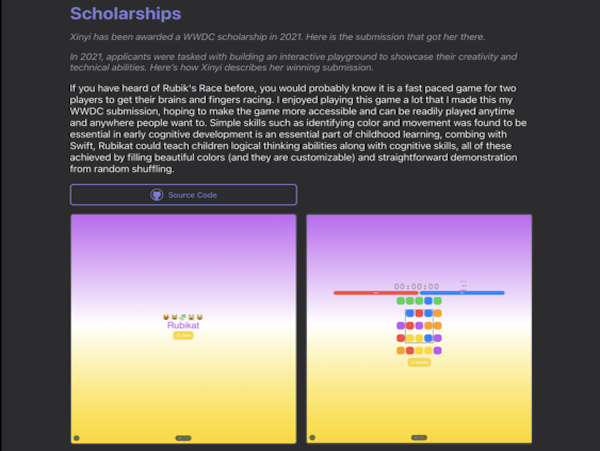 Scholarships
Xinyi has been awarded a WWDC scholarship in 2021. Here is the submission that got her there.
In 2021, applicants were tasked with building an interactive playground to showcase their creativity and
technical abilities. Here's how Xinyi describes her winning submission.
If you have heard of Rubik's Race before, you would probably know it is a fast paced game for two
players to get their brains and fingers racing. I enjoyed playing this game a lot that I made this my
WWDC submission, hoping to make the game more accessible and can be readily played anytime
and anywhere people want to. Simple skills such as identifying color and movement was found to be
essential in early cognitive development is an essential part of childhood learning, combing with
Swift, Rubikat could teach children logical thinking abilities along with cognitive skills, all of these
achieved by filling beautiful colors (and they are customizable) and straightforward demonstration
from random shuffling.
Source Code
Rubikat
00:00:00